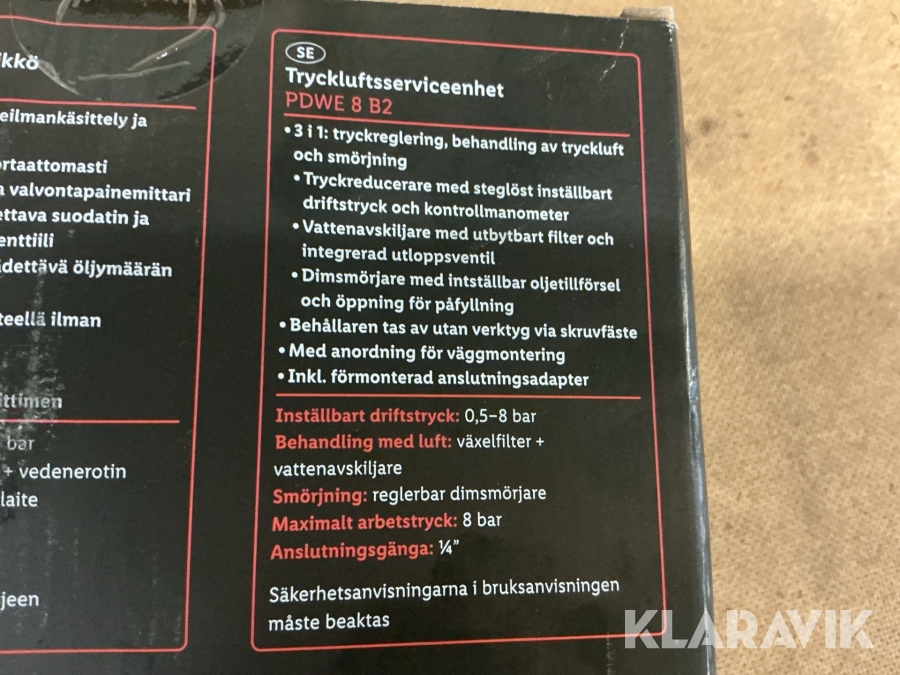 ikkö
eilmankäsittely ja
ortaattomasti
a valvontapainemittari
ettava suodatin ja
enttiili
ädettävä öljymäärän
teellä ilman
ittimen
bar
+ vedenerotin
laite
jeen
SE
Tryckluftsserviceenhet
PDWE 8 B2
• 3 i 1: tryckreglering, behandling av tryckluft
och smörjning
• Tryckreducerare med steglöst inställbart
driftstryck och kontrollmanometer
• Vattenavskiljare med utbytbart filter och
integrerad utloppsventil
• Dimsmörjare med intställbar oljetillförsel
och öppning för påfyllning
• Behållaren tas av utan verktyg via skruvfäste
• Med anordning för väggmontering
• Inkl. förmonterad anslutningsadapter
Inställbart driftstryck: 0,5–8 bar
Behandling med luft: växelfilter +
vattenavskiljare
Smörjning: reglerbar dimsmörjare
Maximalt arbetstryck: 8 bar
Anslutningsgänga: ¼”
Säkerhetsanvisningarna i bruksanvisningen
måste beaktas
KLARAVIK